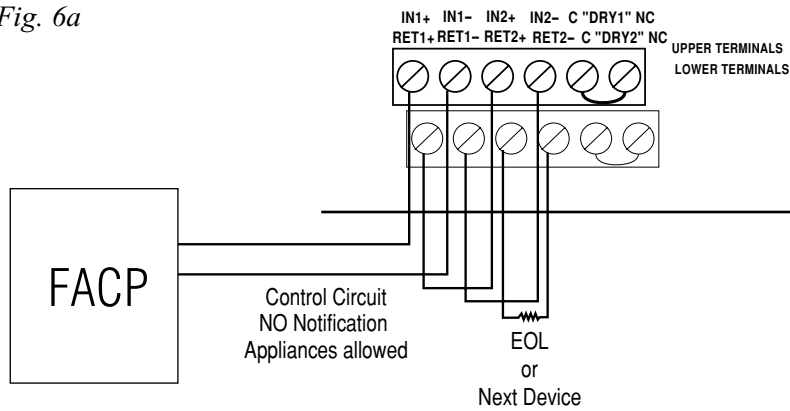 Fig. 6a
IN1+ IN1– IN2+ IN2– C "DRY1" NC
RET1+ RET1– RET2+ RET2– C "DRY2" NC
UPPER TERMINALS
LOWER TERMINALS
FACP
Control Circuit
NO Notification
Appliances allowed
EOL
or
Next Device